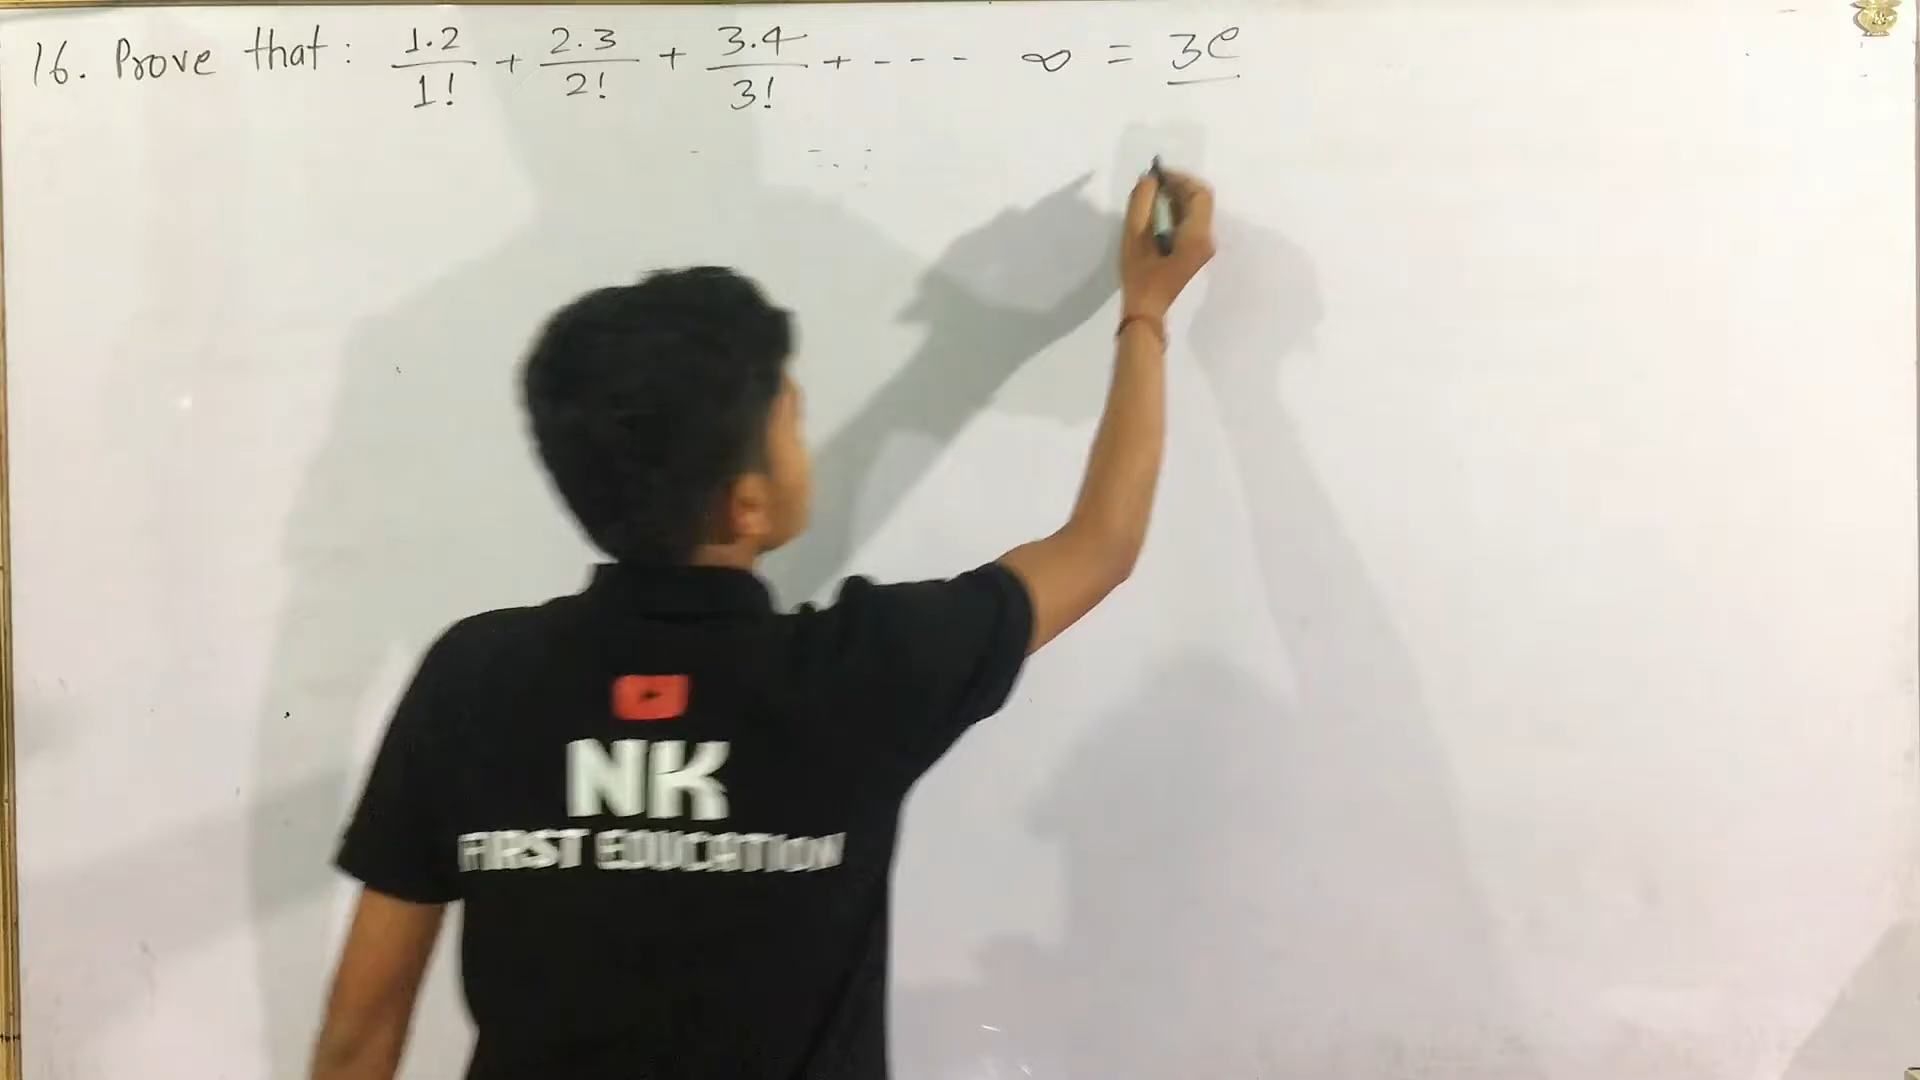 16. Prove that : 1.2/1! + 2.3/2! + 3.4/3! + - - - - ∞ = 3e
NK
FIRST EDUCATION